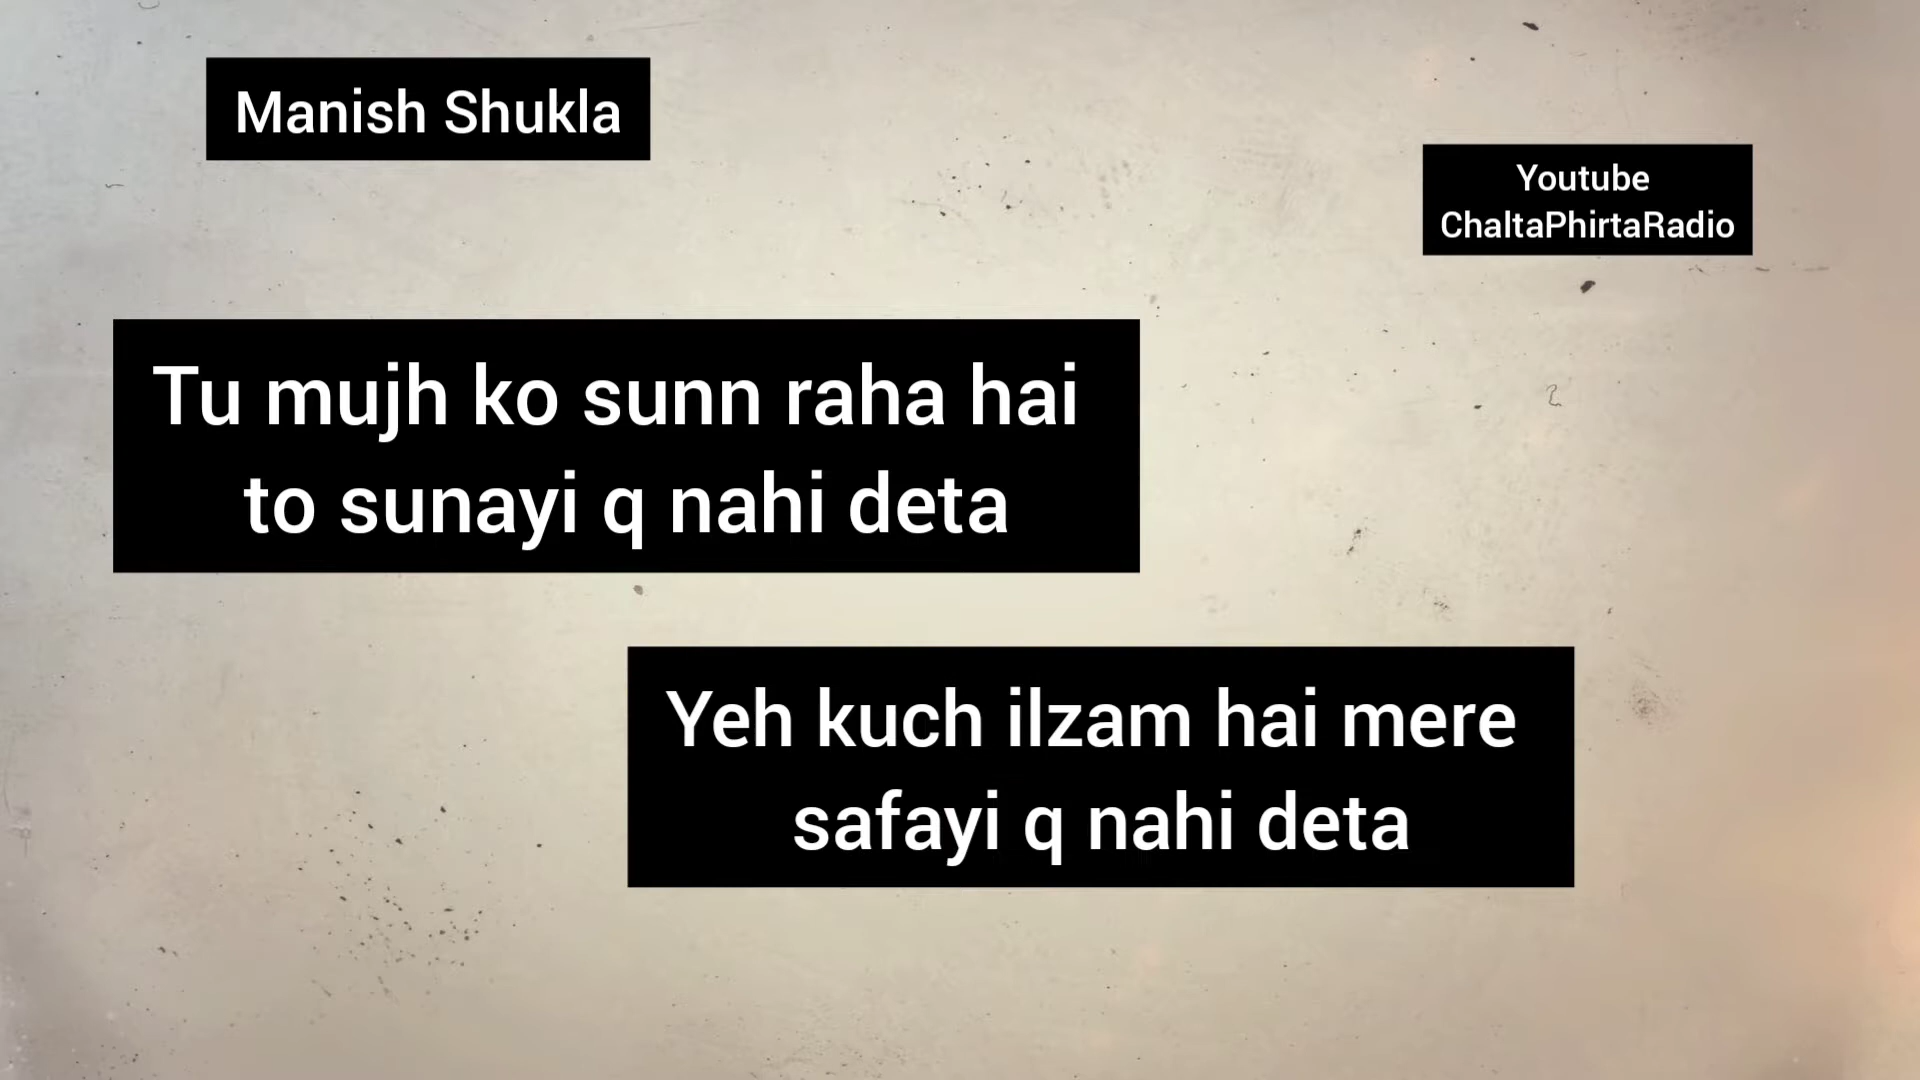 Manish Shukla
Youtube
ChaltaPhirtaRadio
Tu mujh ko sunn raha hai
to sunayi q nahi deta
Yeh kuch ilzam hai mere
safayi q nahi deta